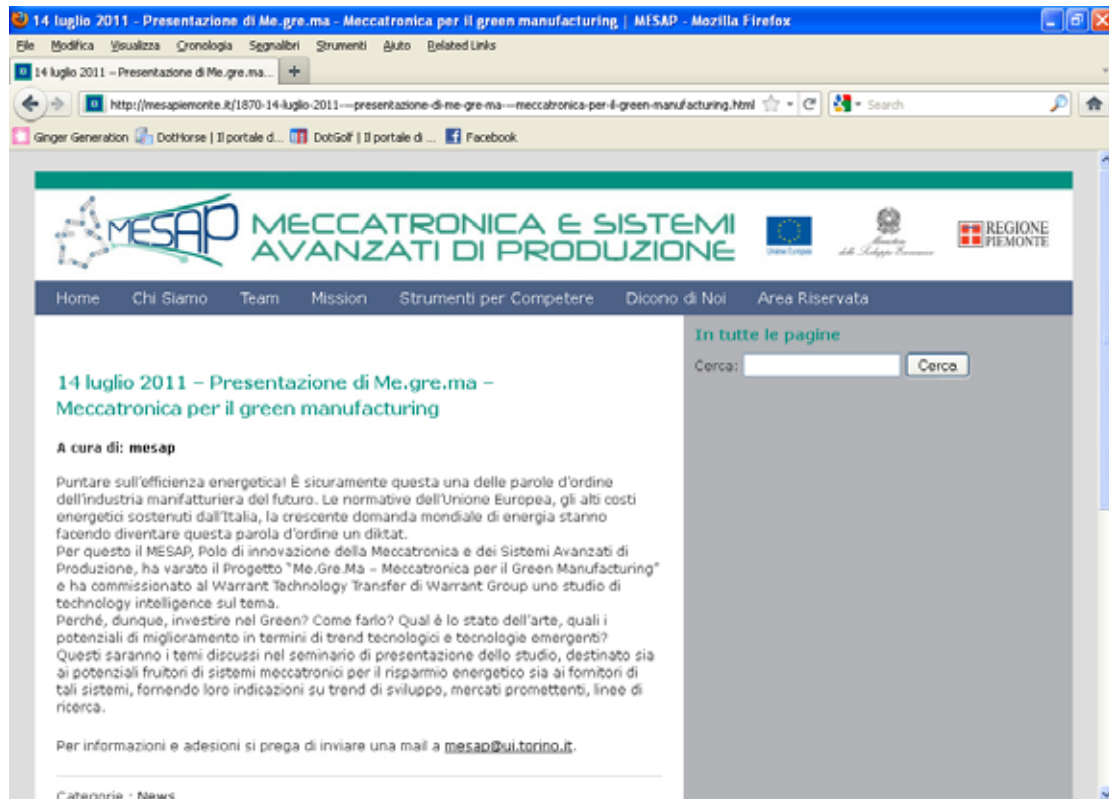 14 luglio 2011 - Presentazione di Me.gre.ma - Meccatronica per il green manufacturing | MESAP - Mozilla Firefox
File Modifica Visualizza Cronologia Segnalibri Strumenti Aiuto Related Links
14 luglio 2011 – Presentazione di Me.gre.ma...
http://mesapiemonte.it/1870-14-luglio-2011---presentazione-di-me-gre-ma---meccatronica-per-il-green-manufacturing.html Search
Ginger Generation DotHorse | Il portale d... DotGolf | Il portale di ... Facebook
MESAP MECCATRONICA E SISTEMI
AVANZATI DI PRODUZIONE
Unione Europea
Ministero
dello Sviluppo Economico
REGIONE
PIEMONTE
Home Chi Siamo Team Mission Strumenti per Competere Dicono di Noi Area Riservata
In tutte le pagine
Cerca: Cerca
14 luglio 2011 – Presentazione di Me.gre.ma –
Meccatronica per il green manufacturing
A cura di: mesap
Puntare sull'efficienza energetica! È sicuramente questa una delle parole d'ordine
dell'industria manifatturiera del futuro. Le normative dell'Unione Europea, gli alti costi
energetici sostenuti dall'Italia, la crescente domanda mondiale di energia stanno
facendo diventare questa parola d'ordine un diktat.
Per questo il MESAP, Polo di innovazione della Meccatronica e dei Sistemi Avanzati di
Produzione, ha varato il Progetto "Me.Gre.Ma – Meccatronica per il Green Manufacturing"
e ha commissionato al Warrant Technology Transfer di Warrant Group uno studio di
technology intelligence sul tema.
Perché, dunque, investire nel Green? Come farlo? Qual è lo stato dell'arte, quali i
potenziali di miglioramento in termini di trend tecnologici e tecnologie emergenti?
Questi saranno i temi discussi nel seminario di presentazione dello studio, destinato sia
ai potenziali fruitori di sistemi meccatronici per il risparmio energetico sia ai fornitori di
tali sistemi, fornendo loro indicazioni su trend di sviluppo, mercati promettenti, linee di
ricerca.
Per informazioni e adesioni si prega di inviare una mail a mesap@ui.torino.it.
Categorie : News